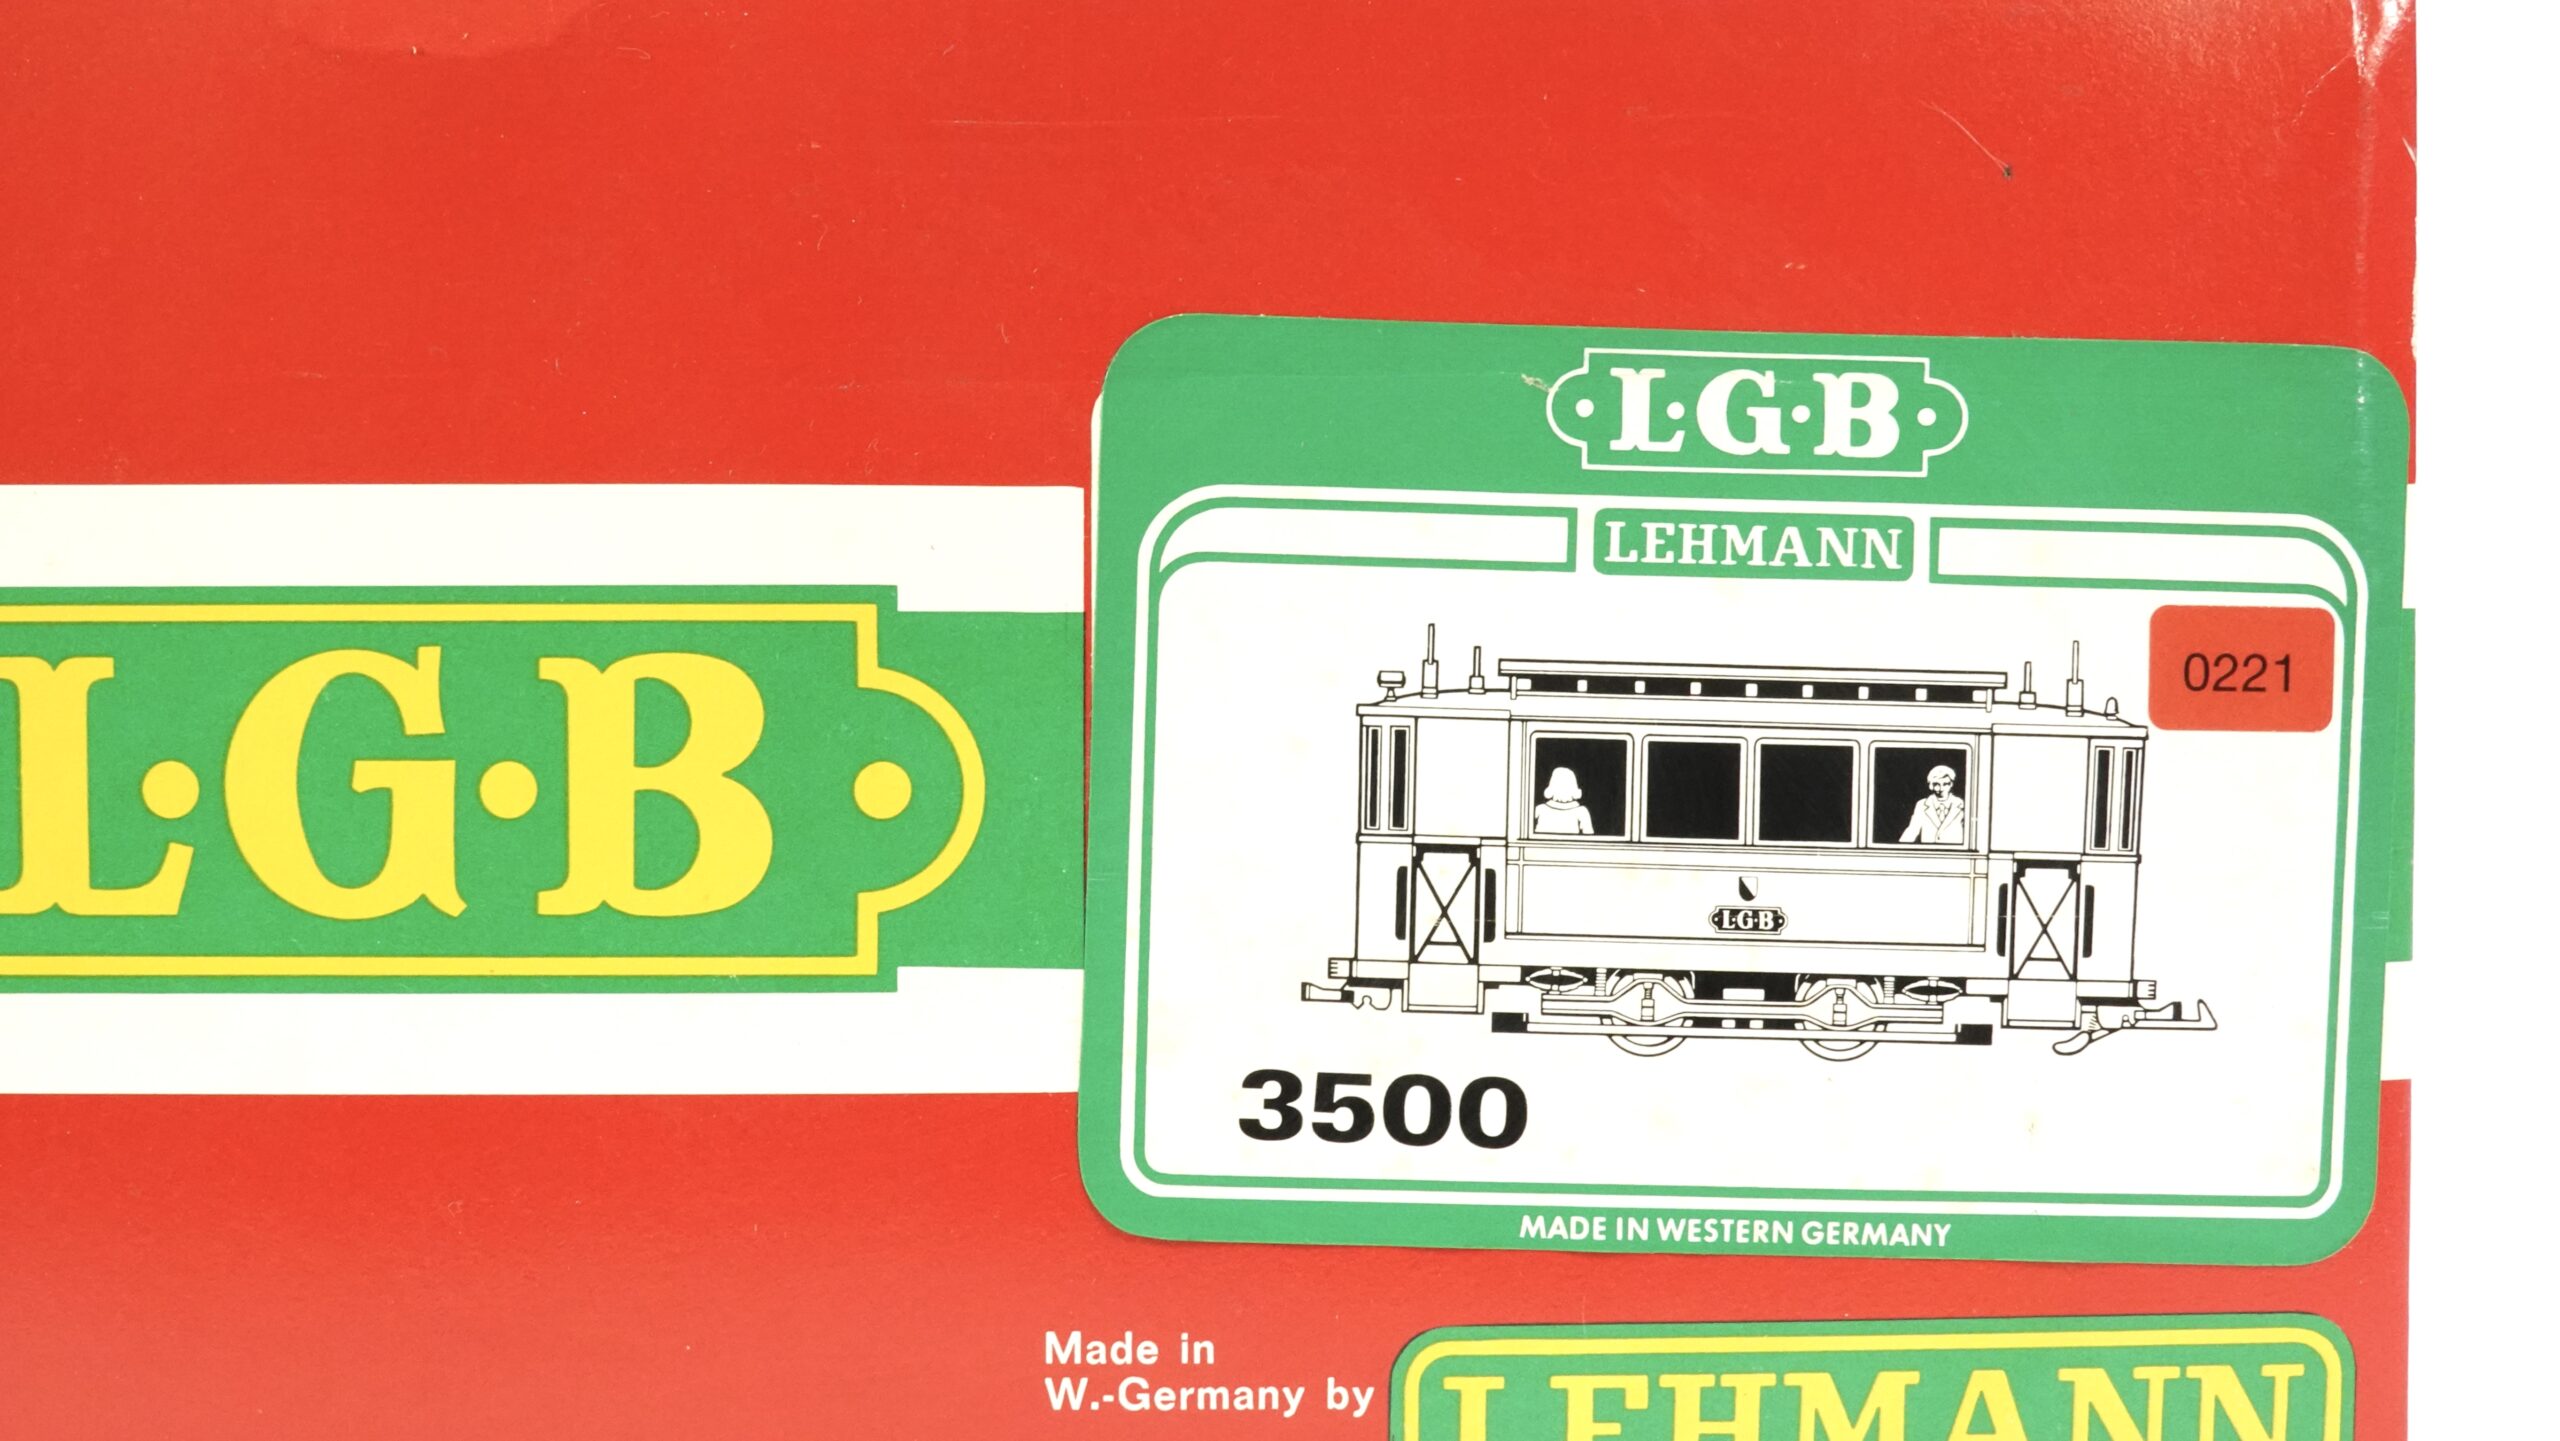 L·G·B
L·G·B
LEHMANN
0221
L·G·B
3500
MADE IN WESTERN GERMANY
Made in
W.-Germany by
LEHMANN